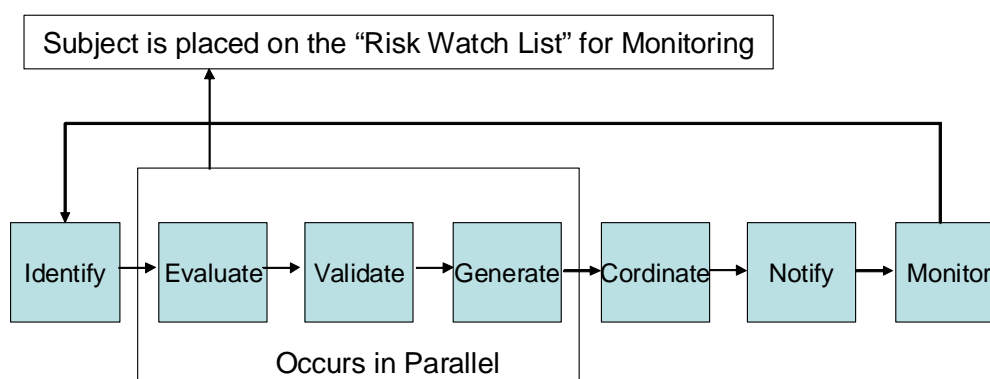 Subject is placed on the “Risk Watch List” for Monitoring
Identify
Evaluate
Validate
Generate
Cordinate
Notify
Monitor
Occurs in Parallel